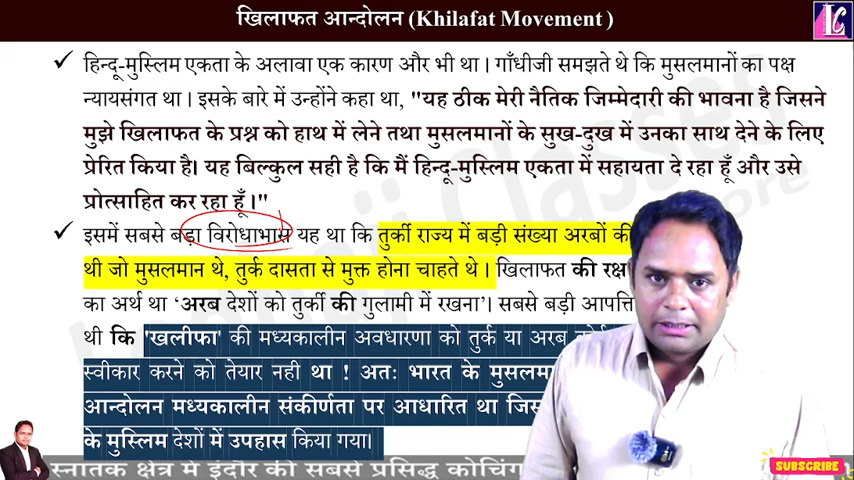 खिलाफत आन्दोलन (Khilafat Movement)
LC
हिन्दू-मुस्लिम एकता के अलावा एक कारण और भी था। गाँधीजी समझते थे कि मुसलमानों का पक्ष
न्यायसंगत था। इसके बारे में उन्होंने कहा था, "यह ठीक मेरी नैतिक जिम्मेदारी की भावना है जिसने
मुझे खिलाफत के प्रश्न को हाथ में लेने तथा मुसलमानों के सुख-दुख में उनका साथ देने के लिए
प्रेरित किया है। यह बिल्कुल सही है कि मैं हिन्दू-मुस्लिम एकता में सहायता दे रहा हूँ और उसे
प्रोत्साहित कर रहा हूँ।"
इसमें सबसे बड़ा विरोधाभास यह था कि तुर्की राज्य में बड़ी संख्या अरबों की
थी जो मुसलमान थे, तुर्क दासता से मुक्त होना चाहते थे। खिलाफत की रक्ष
का अर्थ था 'अरब देशों को तुर्की की गुलामी में रखना'। सबसे बड़ी आपत्ति
थी कि 'खलीफा' की मध्यकालीन अवधारणा को तुर्क या अरब कोई
स्वीकार करने को तेयार नही था ! अतः भारत के मुसलमा
आन्दोलन मध्यकालीन संकीर्णता पर आधारित था जिस
के मुस्लिम देशों में उपहास किया गया।
स्नातक क्षेत्र में इंदौर की सबसे प्रसिद्ध कोचिंग
SUBSCRIBE